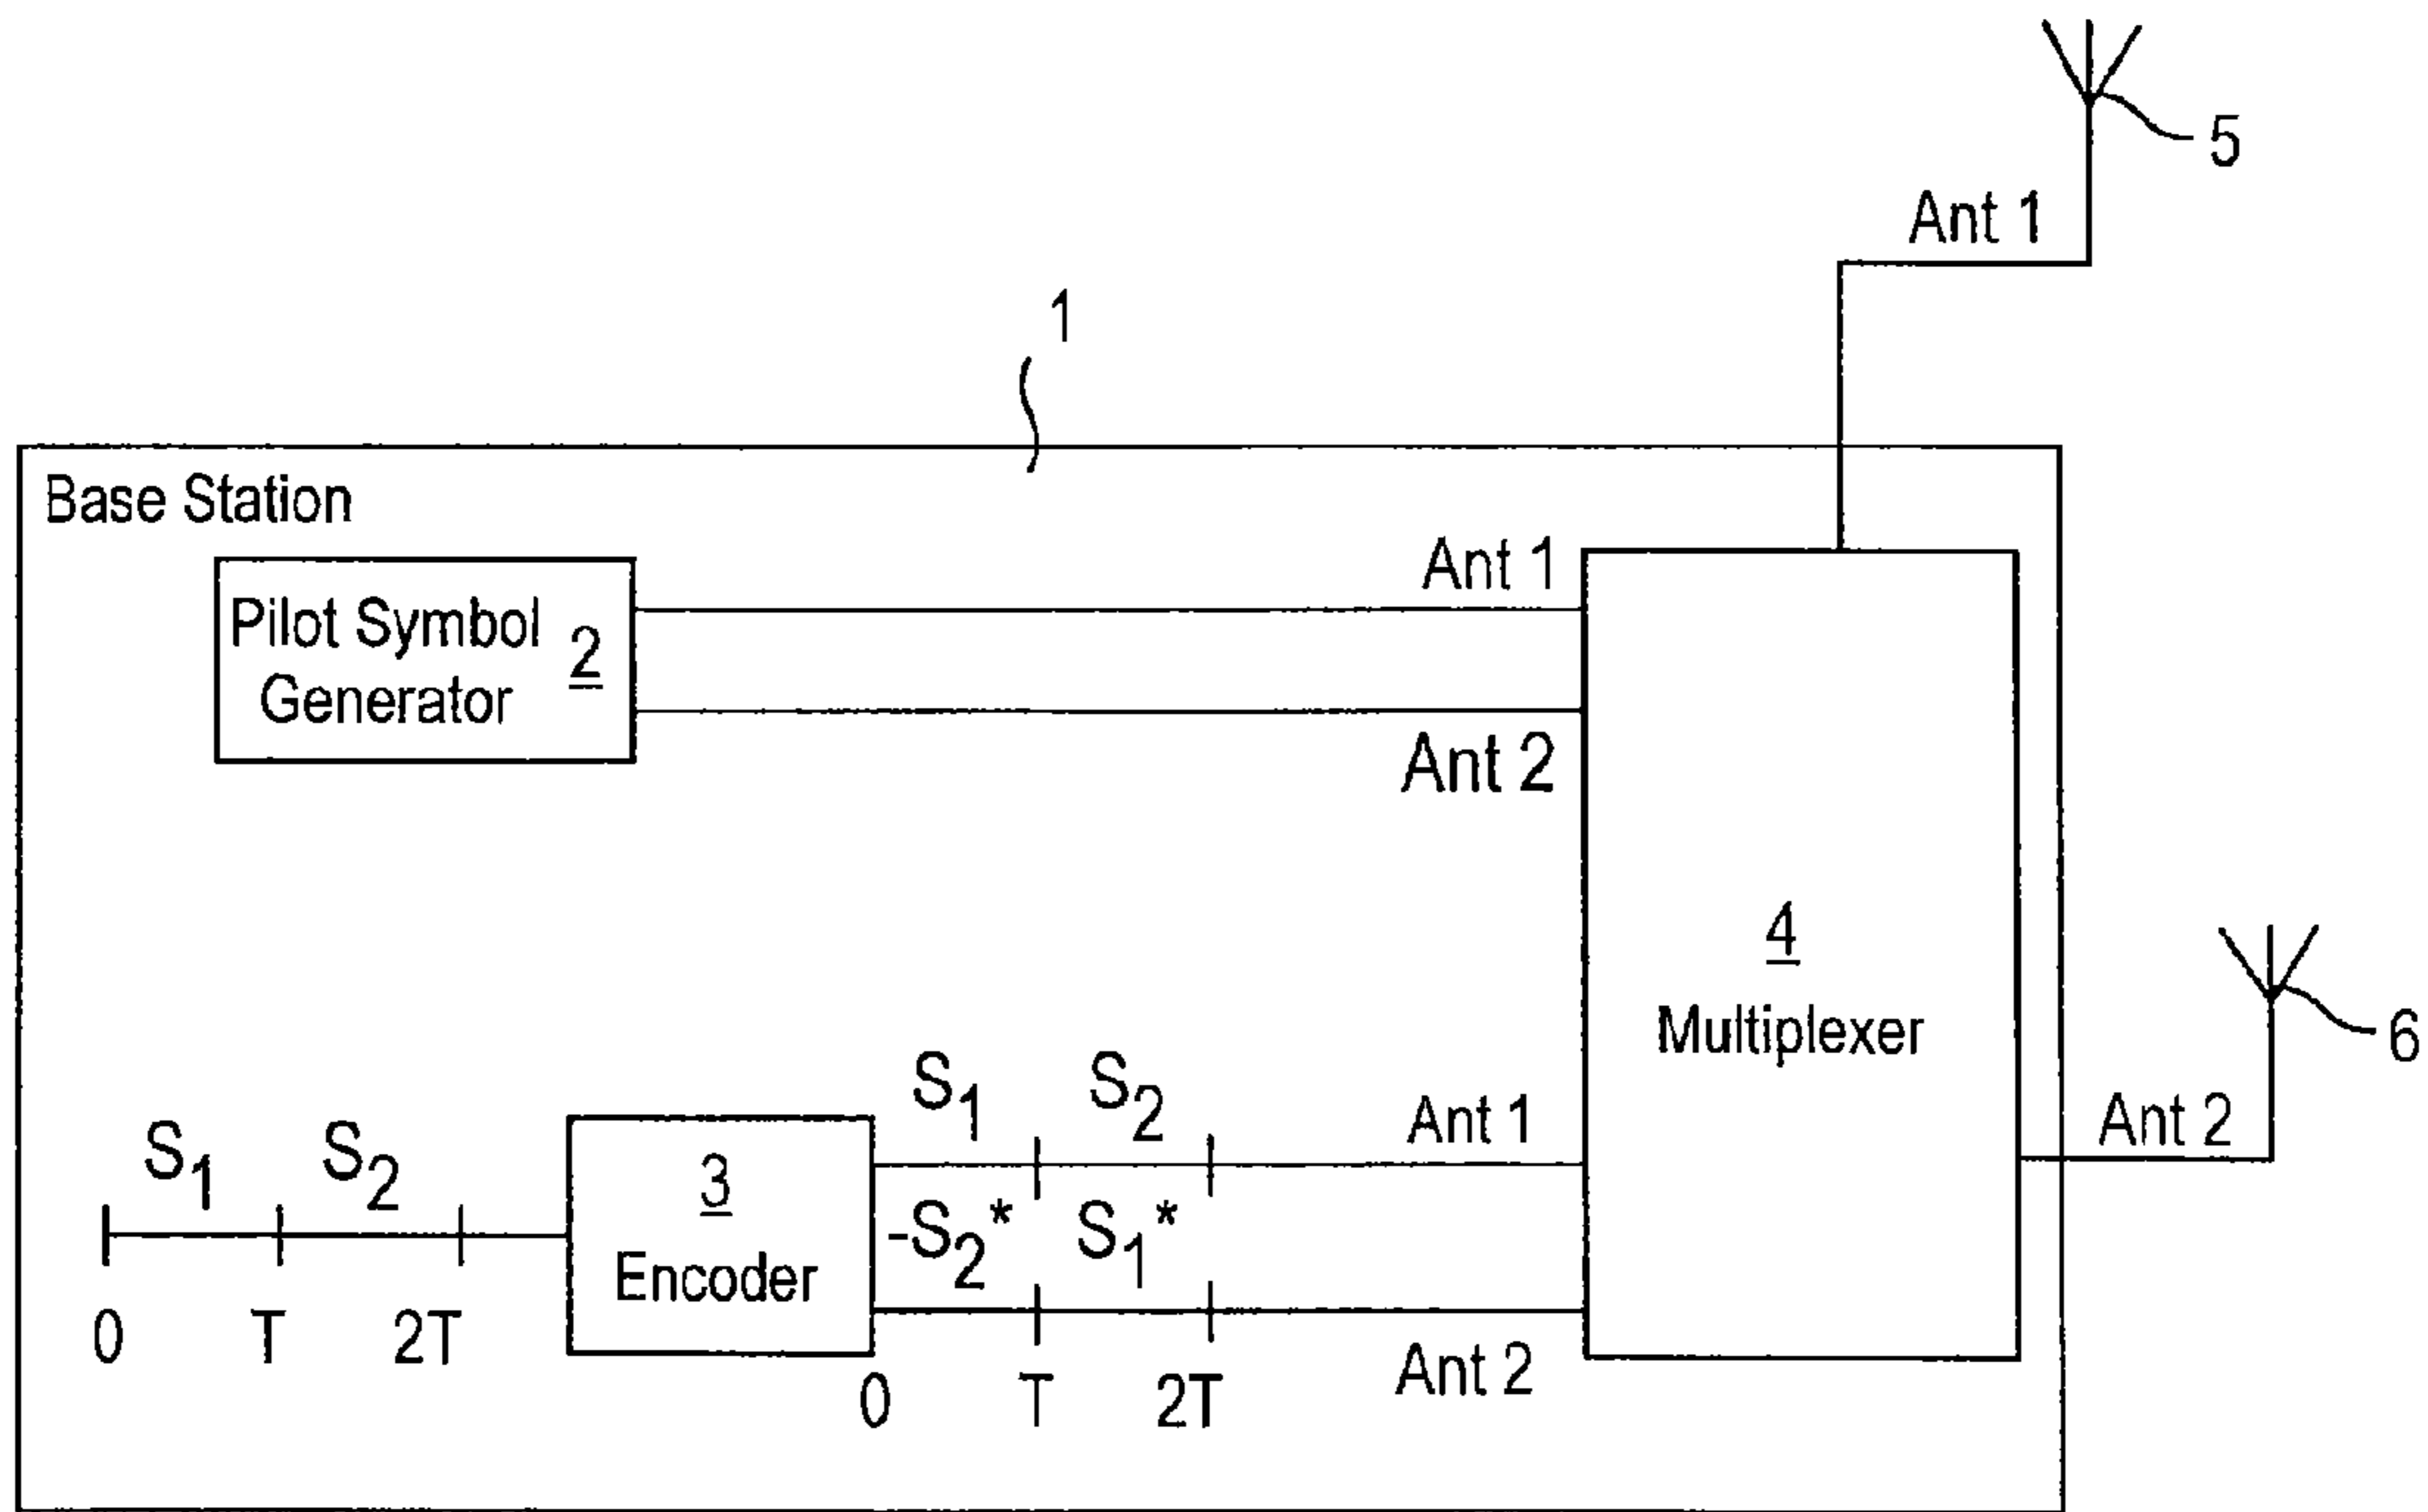 5
Ant 1
1
Base Station
Pilot Symbol
Generator
2
Ant 1
Ant 2
4
Multiplexer
6
Ant 2
S1 S2
3
Encoder
0 T 2T
S1 S2
Ant 1
-S2* S1*
Ant 2
0 T 2T